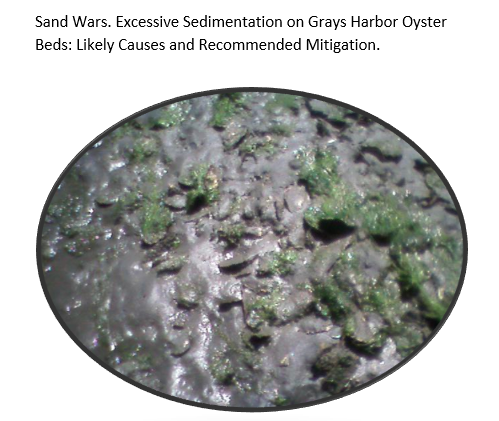 Sand Wars. Excessive Sedimentation on Grays Harbor Oyster
Beds: Likely Causes and Recommended Mitigation.